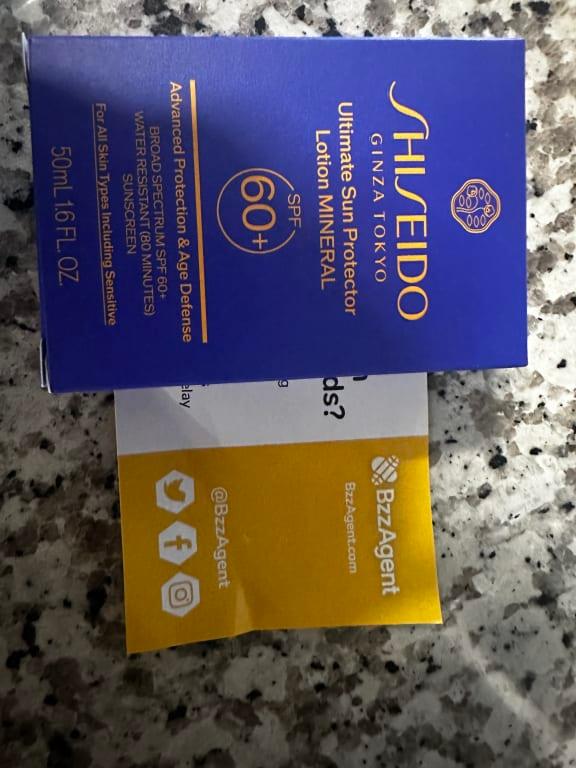 SHISEIDO
GINZA TOKYO
Ultimate Sun Protector
Lotion MINERAL
SPF
60+
Advanced Protection & Age Defense
BROAD SPECTRUM SPF 60+
WATER RESISTANT (80 MINUTES)
SUNSCREEN
For All Skin Types Including Sensitive
50mL 1.6 FL. OZ.
ds?
g
elay
BzzAgent
BzzAgent.com
@BzzAgent